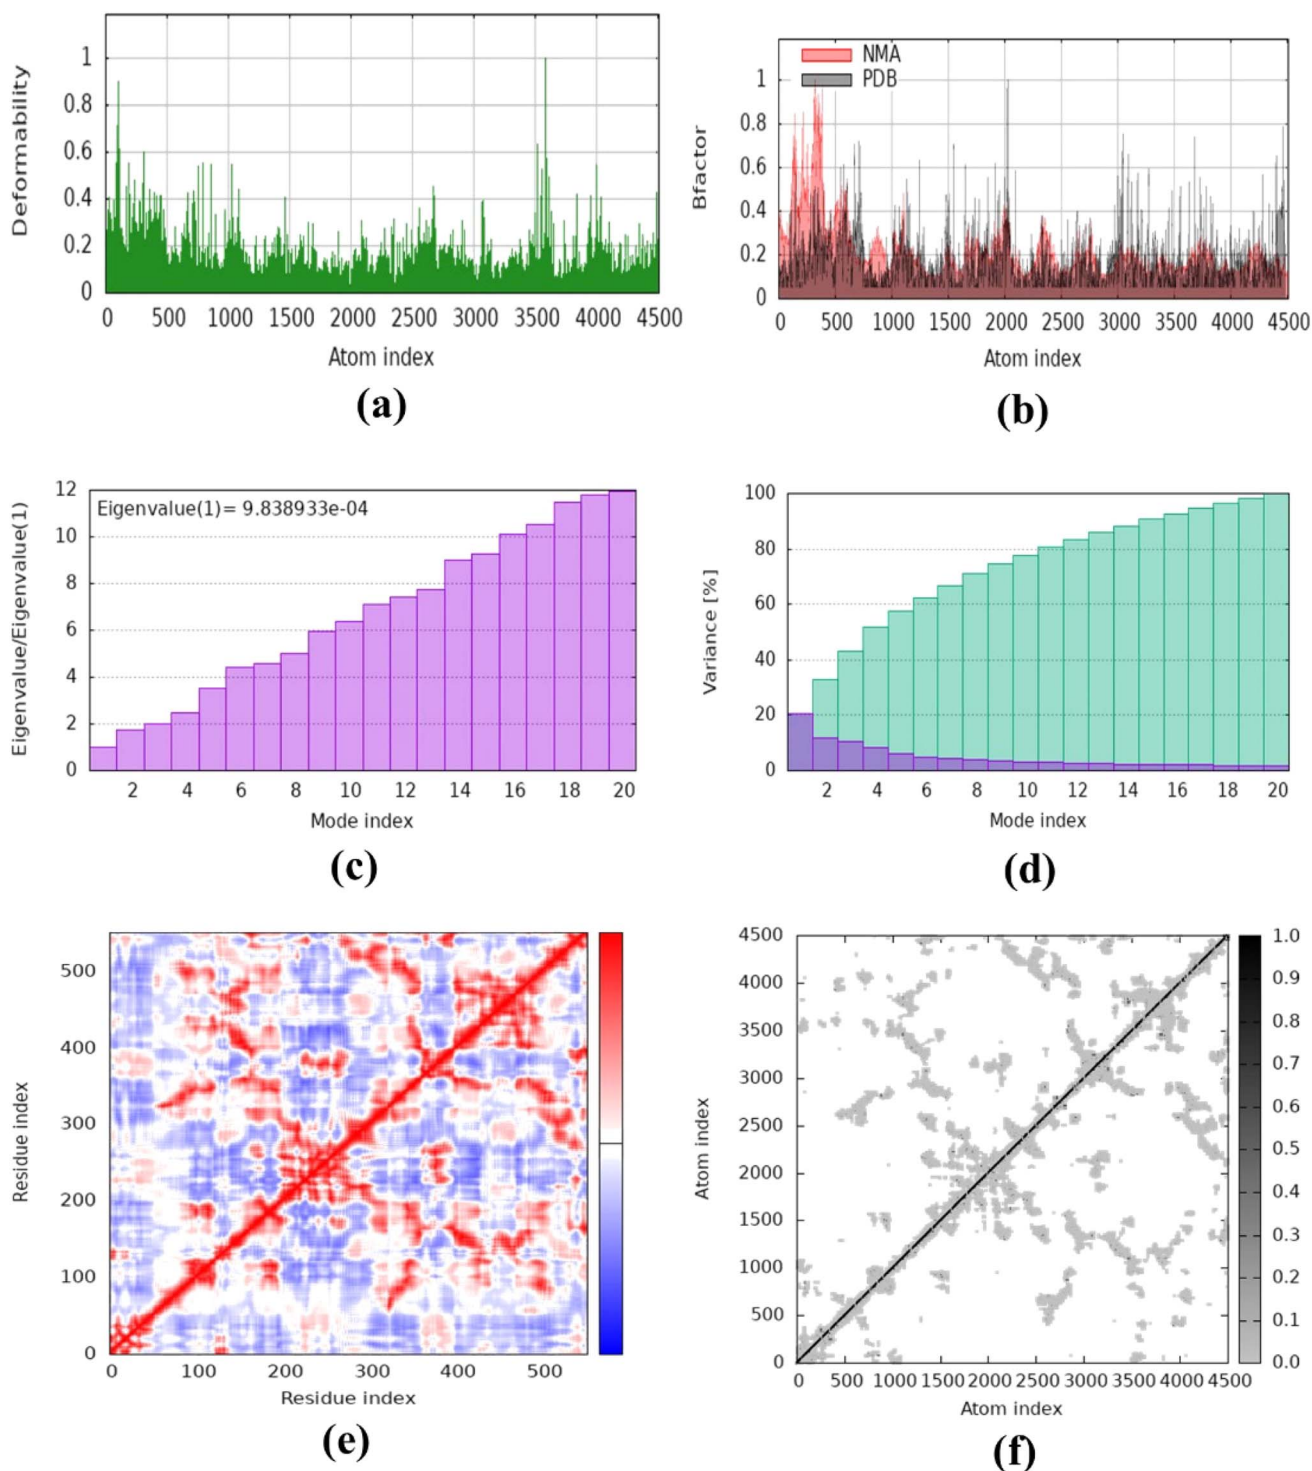 Deformability
1
0.8
0.6
0.4
0.2
0
0 500 1000 1500 2000 2500 3000 3500 4000 4500
Atom index
(a)
Bfactor
NMA
PDB
1
0.8
0.6
0.4
0.2
0
0 500 1000 1500 2000 2500 3000 3500 4000 4500
Atom index
(b)
Eigenvalue/Eigenvalue(1)
Eigenvalue(1)= 9.838933e-04
12
10
8
6
4
2
0
2 4 6 8 10 12 14 16 18 20
Mode index
(c)
Variance [%]
100
80
60
40
20
0
2 4 6 8 10 12 14 16 18 20
Mode index
(d)
Residue index
500
400
300
200
100
0
0 100 200 300 400 500
Residue index
(e)
Atom index
4500
4000
3500
3000
2500
2000
1500
1000
500
0
0 500 1000 1500 2000 2500 3000 3500 4000 4500
Atom index
1.0
0.9
0.8
0.7
0.6
0.5
0.4
0.3
0.2
0.1
0.0
(f)